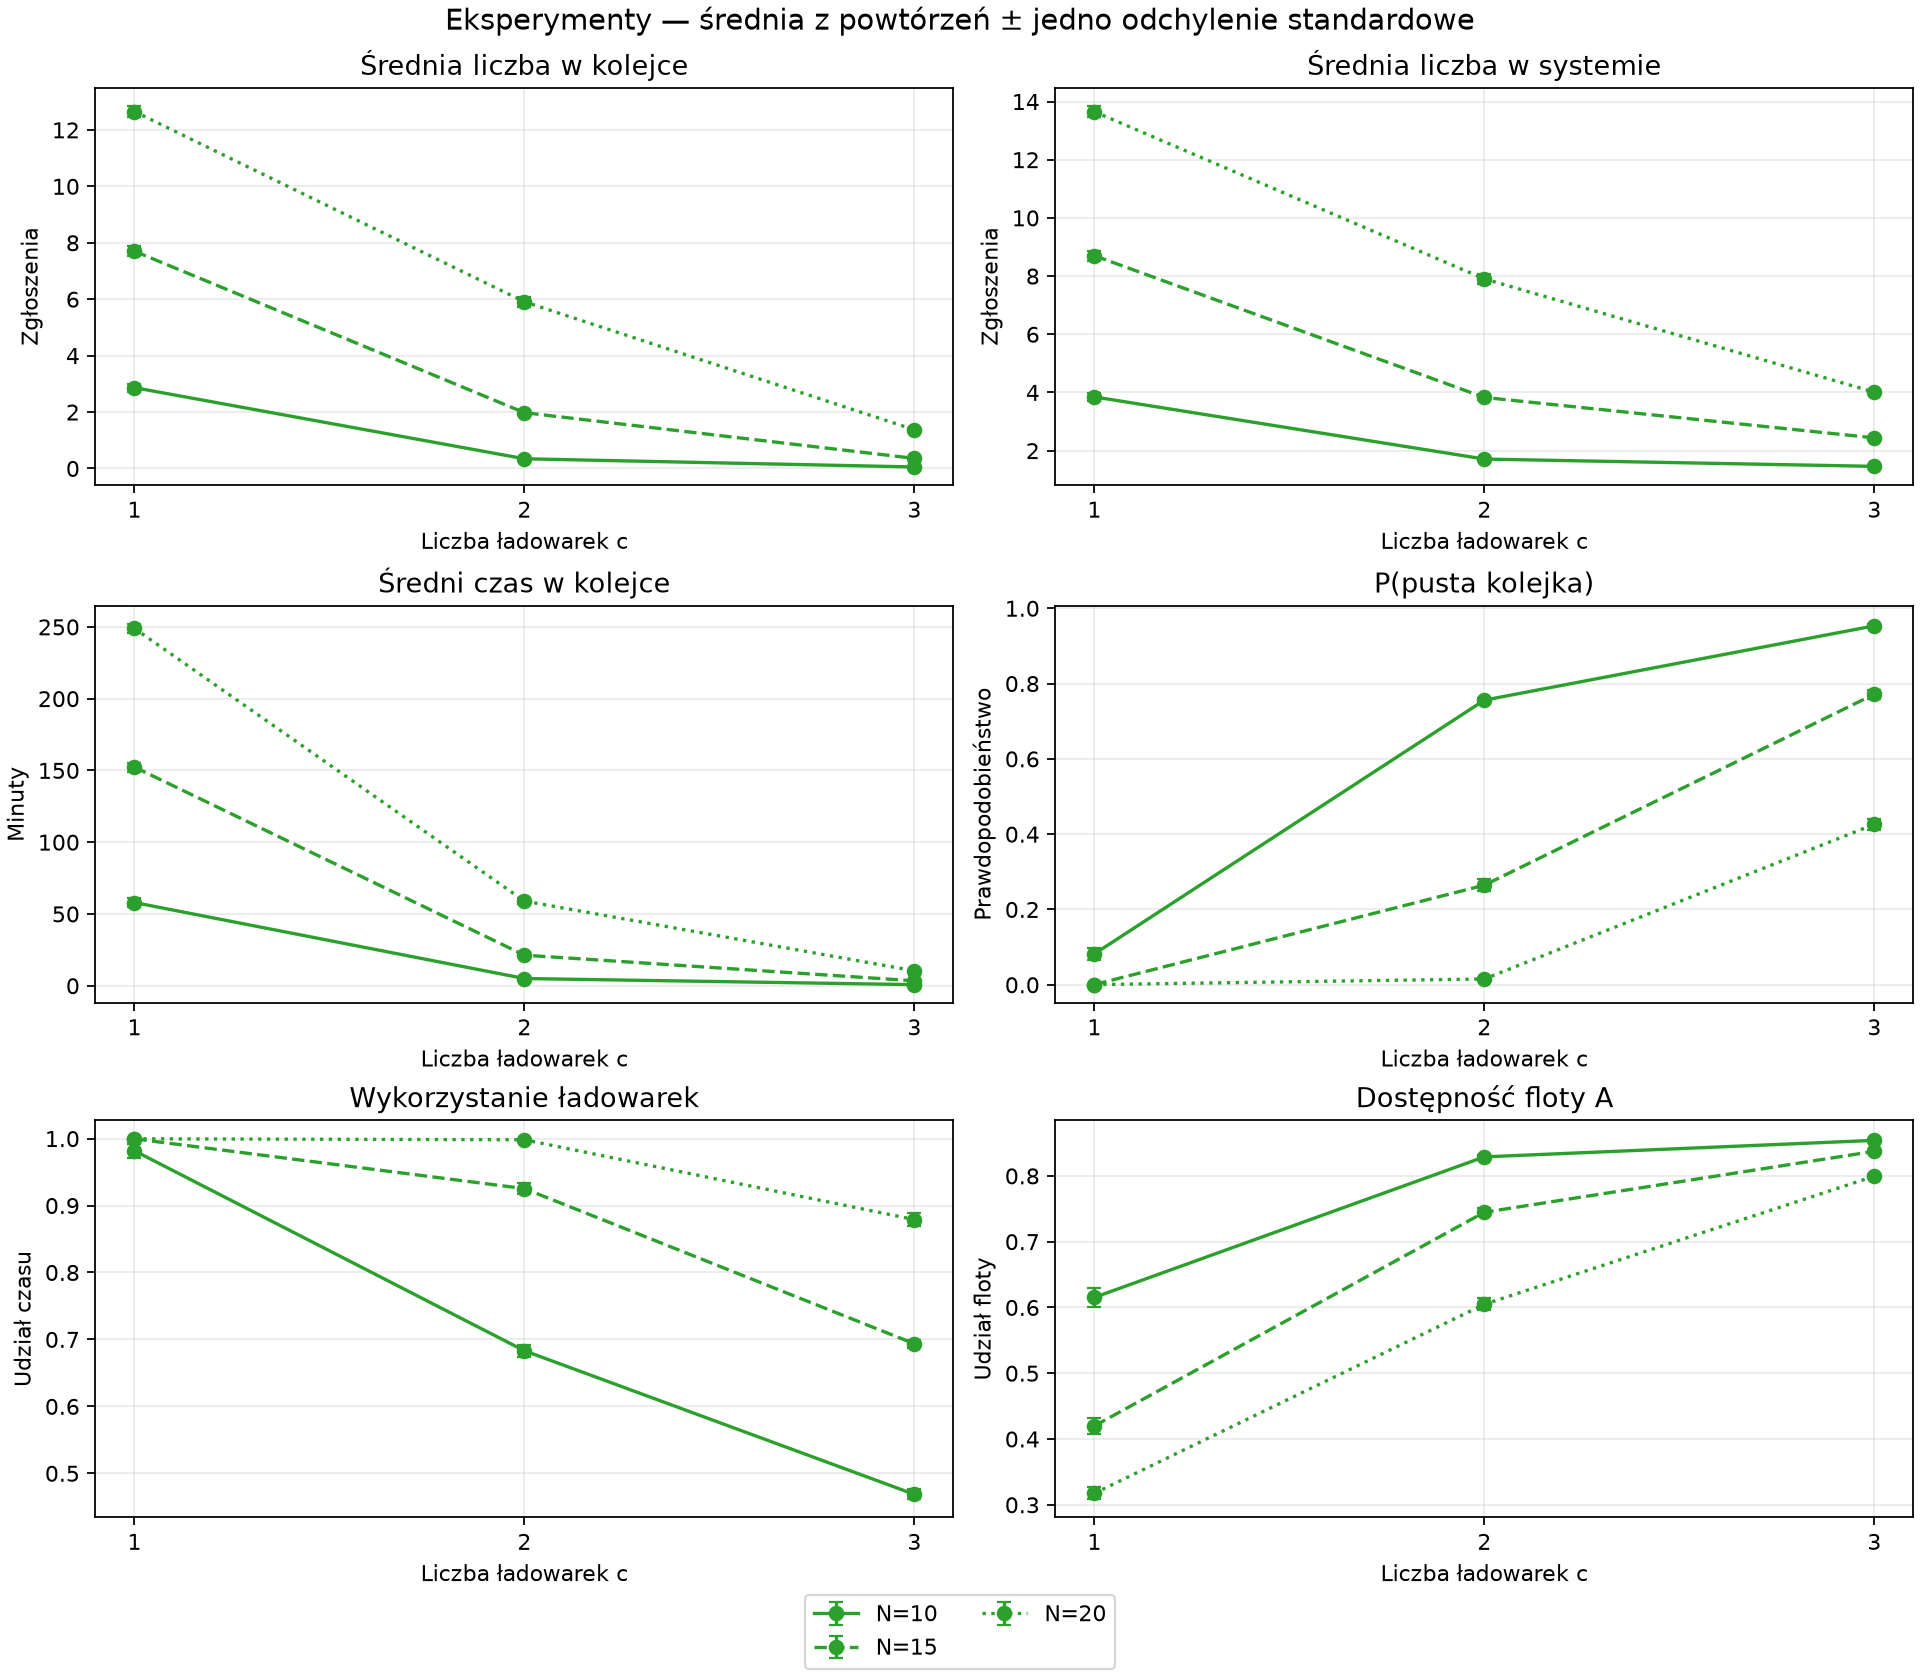 Eksperymenty — średnia z powtórzeń ± jedno odchylenie standardowe
Średnia liczba w kolejce
Zgłoszenia
12
10
8
6
4
2
0
1 2 3
Liczba ładowarek c
Średnia liczba w systemie
Zgłoszenia
14
12
10
8
6
4
2
1 2 3
Liczba ładowarek c
Średni czas w kolejce
Minuty
250
200
150
100
50
0
1 2 3
Liczba ładowarek c
P(pusta kolejka)
Prawdopodobieństwo
1.0
0.8
0.6
0.4
0.2
0.0
1 2 3
Liczba ładowarek c
Wykorzystanie ładowarek
Udział czasu
1.0
0.9
0.8
0.7
0.6
0.5
1 2 3
Liczba ładowarek c
Dostępność floty A
Udział floty
0.8
0.7
0.6
0.5
0.4
0.3
1 2 3
Liczba ładowarek c
N=10
N=15
N=20